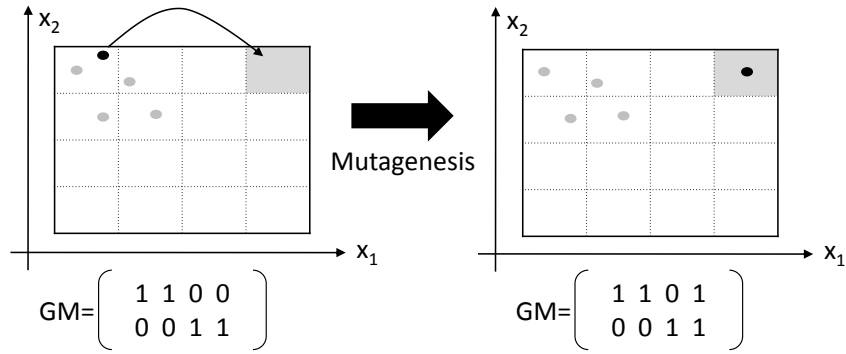 x2
x2
Mutagenesis
x1
x1
GM= ( 1 1 0 0
0 0 1 1 )
GM= ( 1 1 0 1
0 0 1 1 )